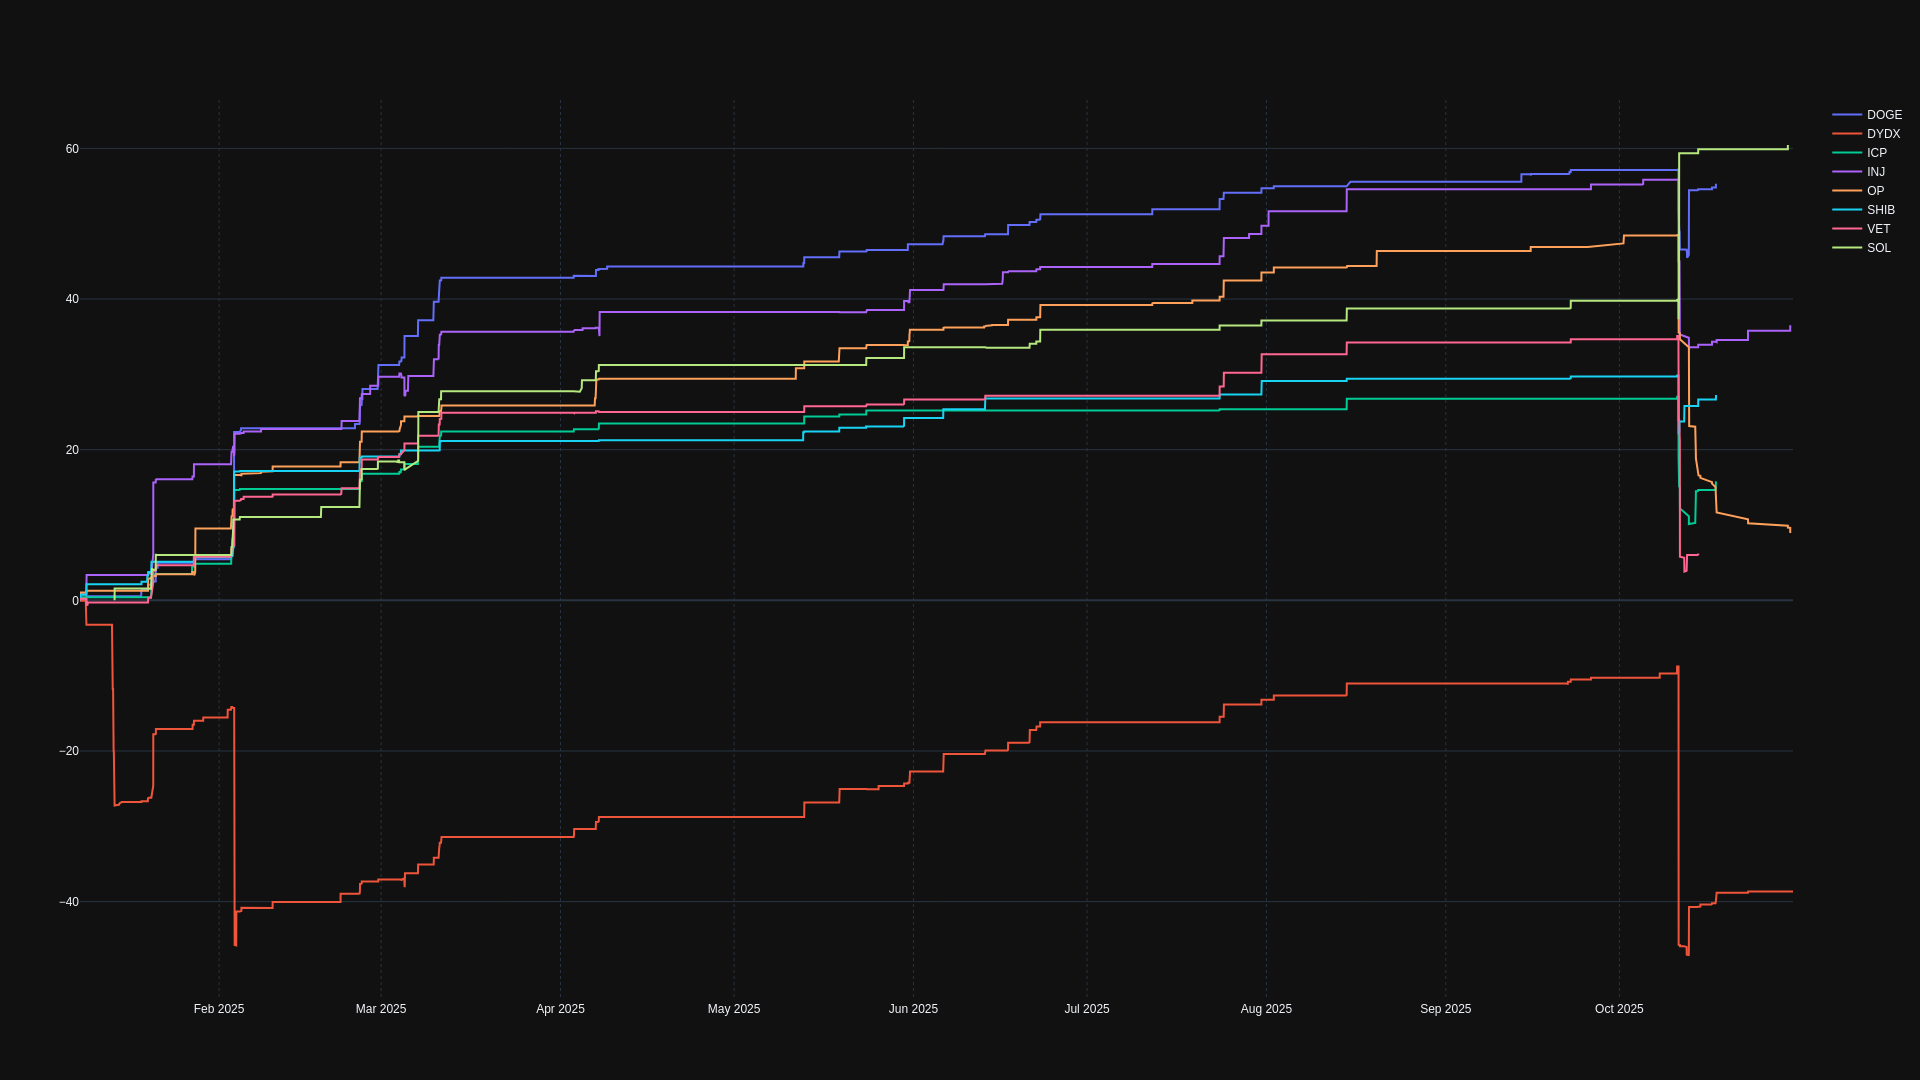 DOGE
DYDX
ICP
INJ
OP
SHIB
VET
SOL
60
40
20
0
−20
−40
Feb 2025
Mar 2025
Apr 2025
May 2025
Jun 2025
Jul 2025
Aug 2025
Sep 2025
Oct 2025